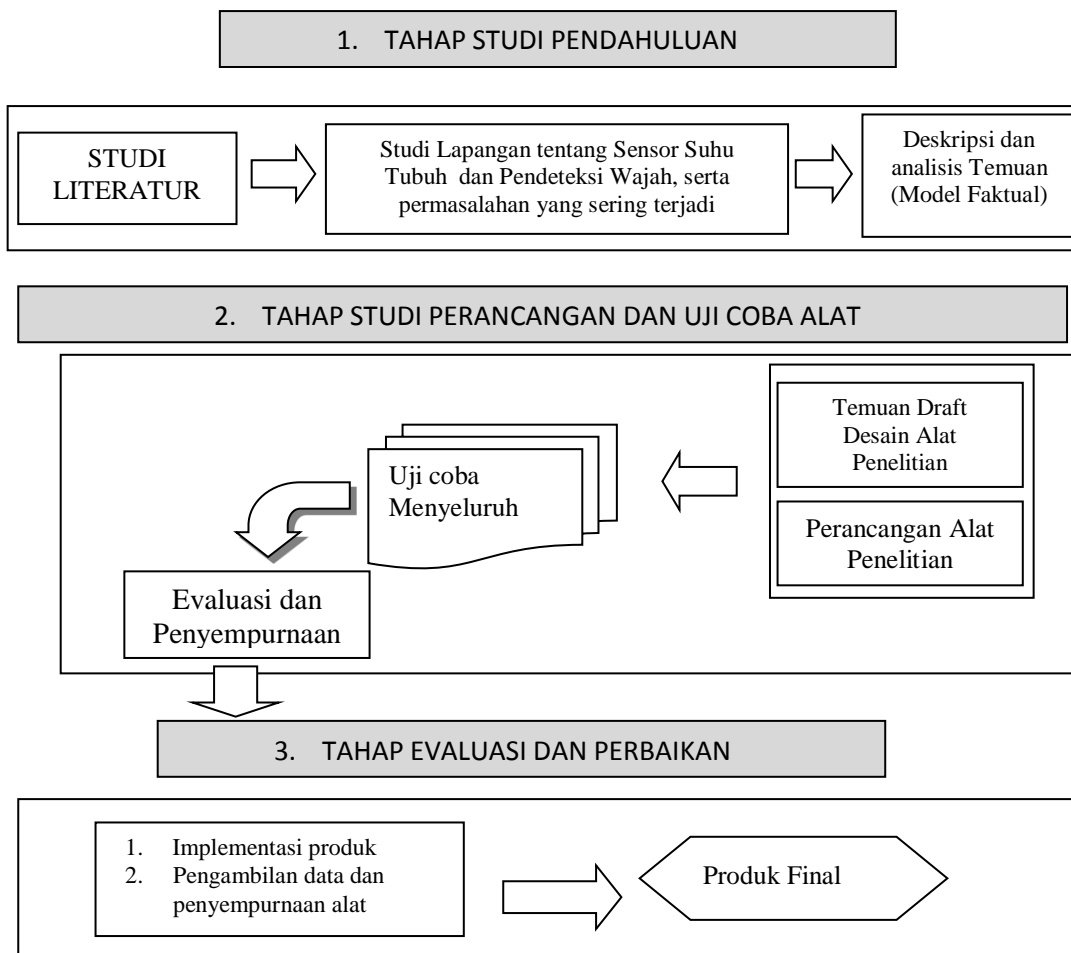 1. TAHAP STUDI PENDAHULUAN
STUDI
LITERATUR
Studi Lapangan tentang Sensor Suhu
Tubuh dan Pendeteksi Wajah, serta
permasalahan yang sering terjadi
Deskripsi dan
analisis Temuan
(Model Faktual)
2. TAHAP STUDI PERANCANGAN DAN UJI COBA ALAT
Temuan Draft
Desain Alat
Penelitian
Perancangan Alat
Penelitian
Uji coba
Menyeluruh
Evaluasi dan
Penyempurnaan
3. TAHAP EVALUASI DAN PERBAIKAN
1. Implementasi produk
2. Pengambilan data dan
penyempurnaan alat
Produk Final